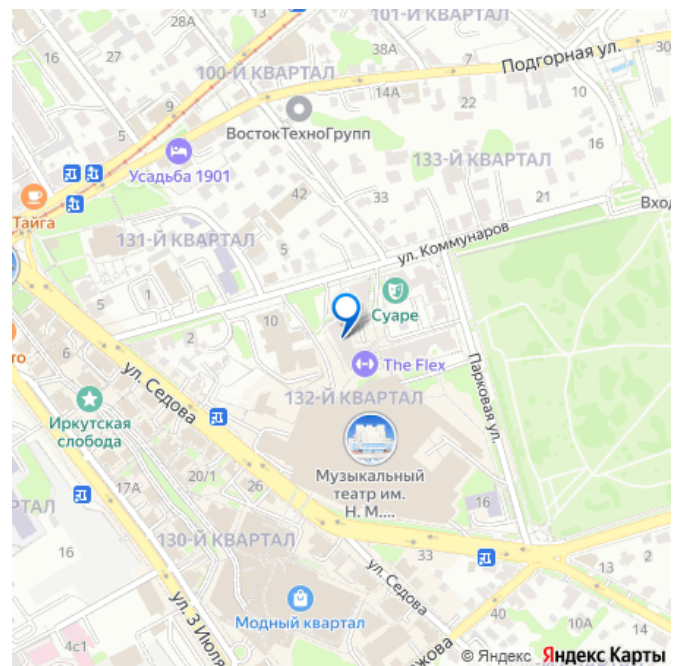 101-Й КВАРТАЛ
16
28А
27
38А
Подгорная ул.
30
7
100-Й КВАРТАЛ
14А
22
10
9
5
ВостокТехноГрупп
133-Й КВАРТАЛ
16
Усадьба 1901
Тайга
42
33
21
Вход
131-Й КВАРТАЛ
5
ул. Коммунаров
5
1
2
10
Суаре
6
ул. Седова
The Flex
Парковая ул.
132-Й КВАРТАЛ
Иркутская
слобода
Музыкальный
театр им.
Н. М....
20/1
26
17А
16
130-Й КВАРТАЛ
16
33
13
2
ул. Седова
Модный квартал
ул. 3 Июля
40
10А
14
4с1
© Яндекс Яндекс Карты